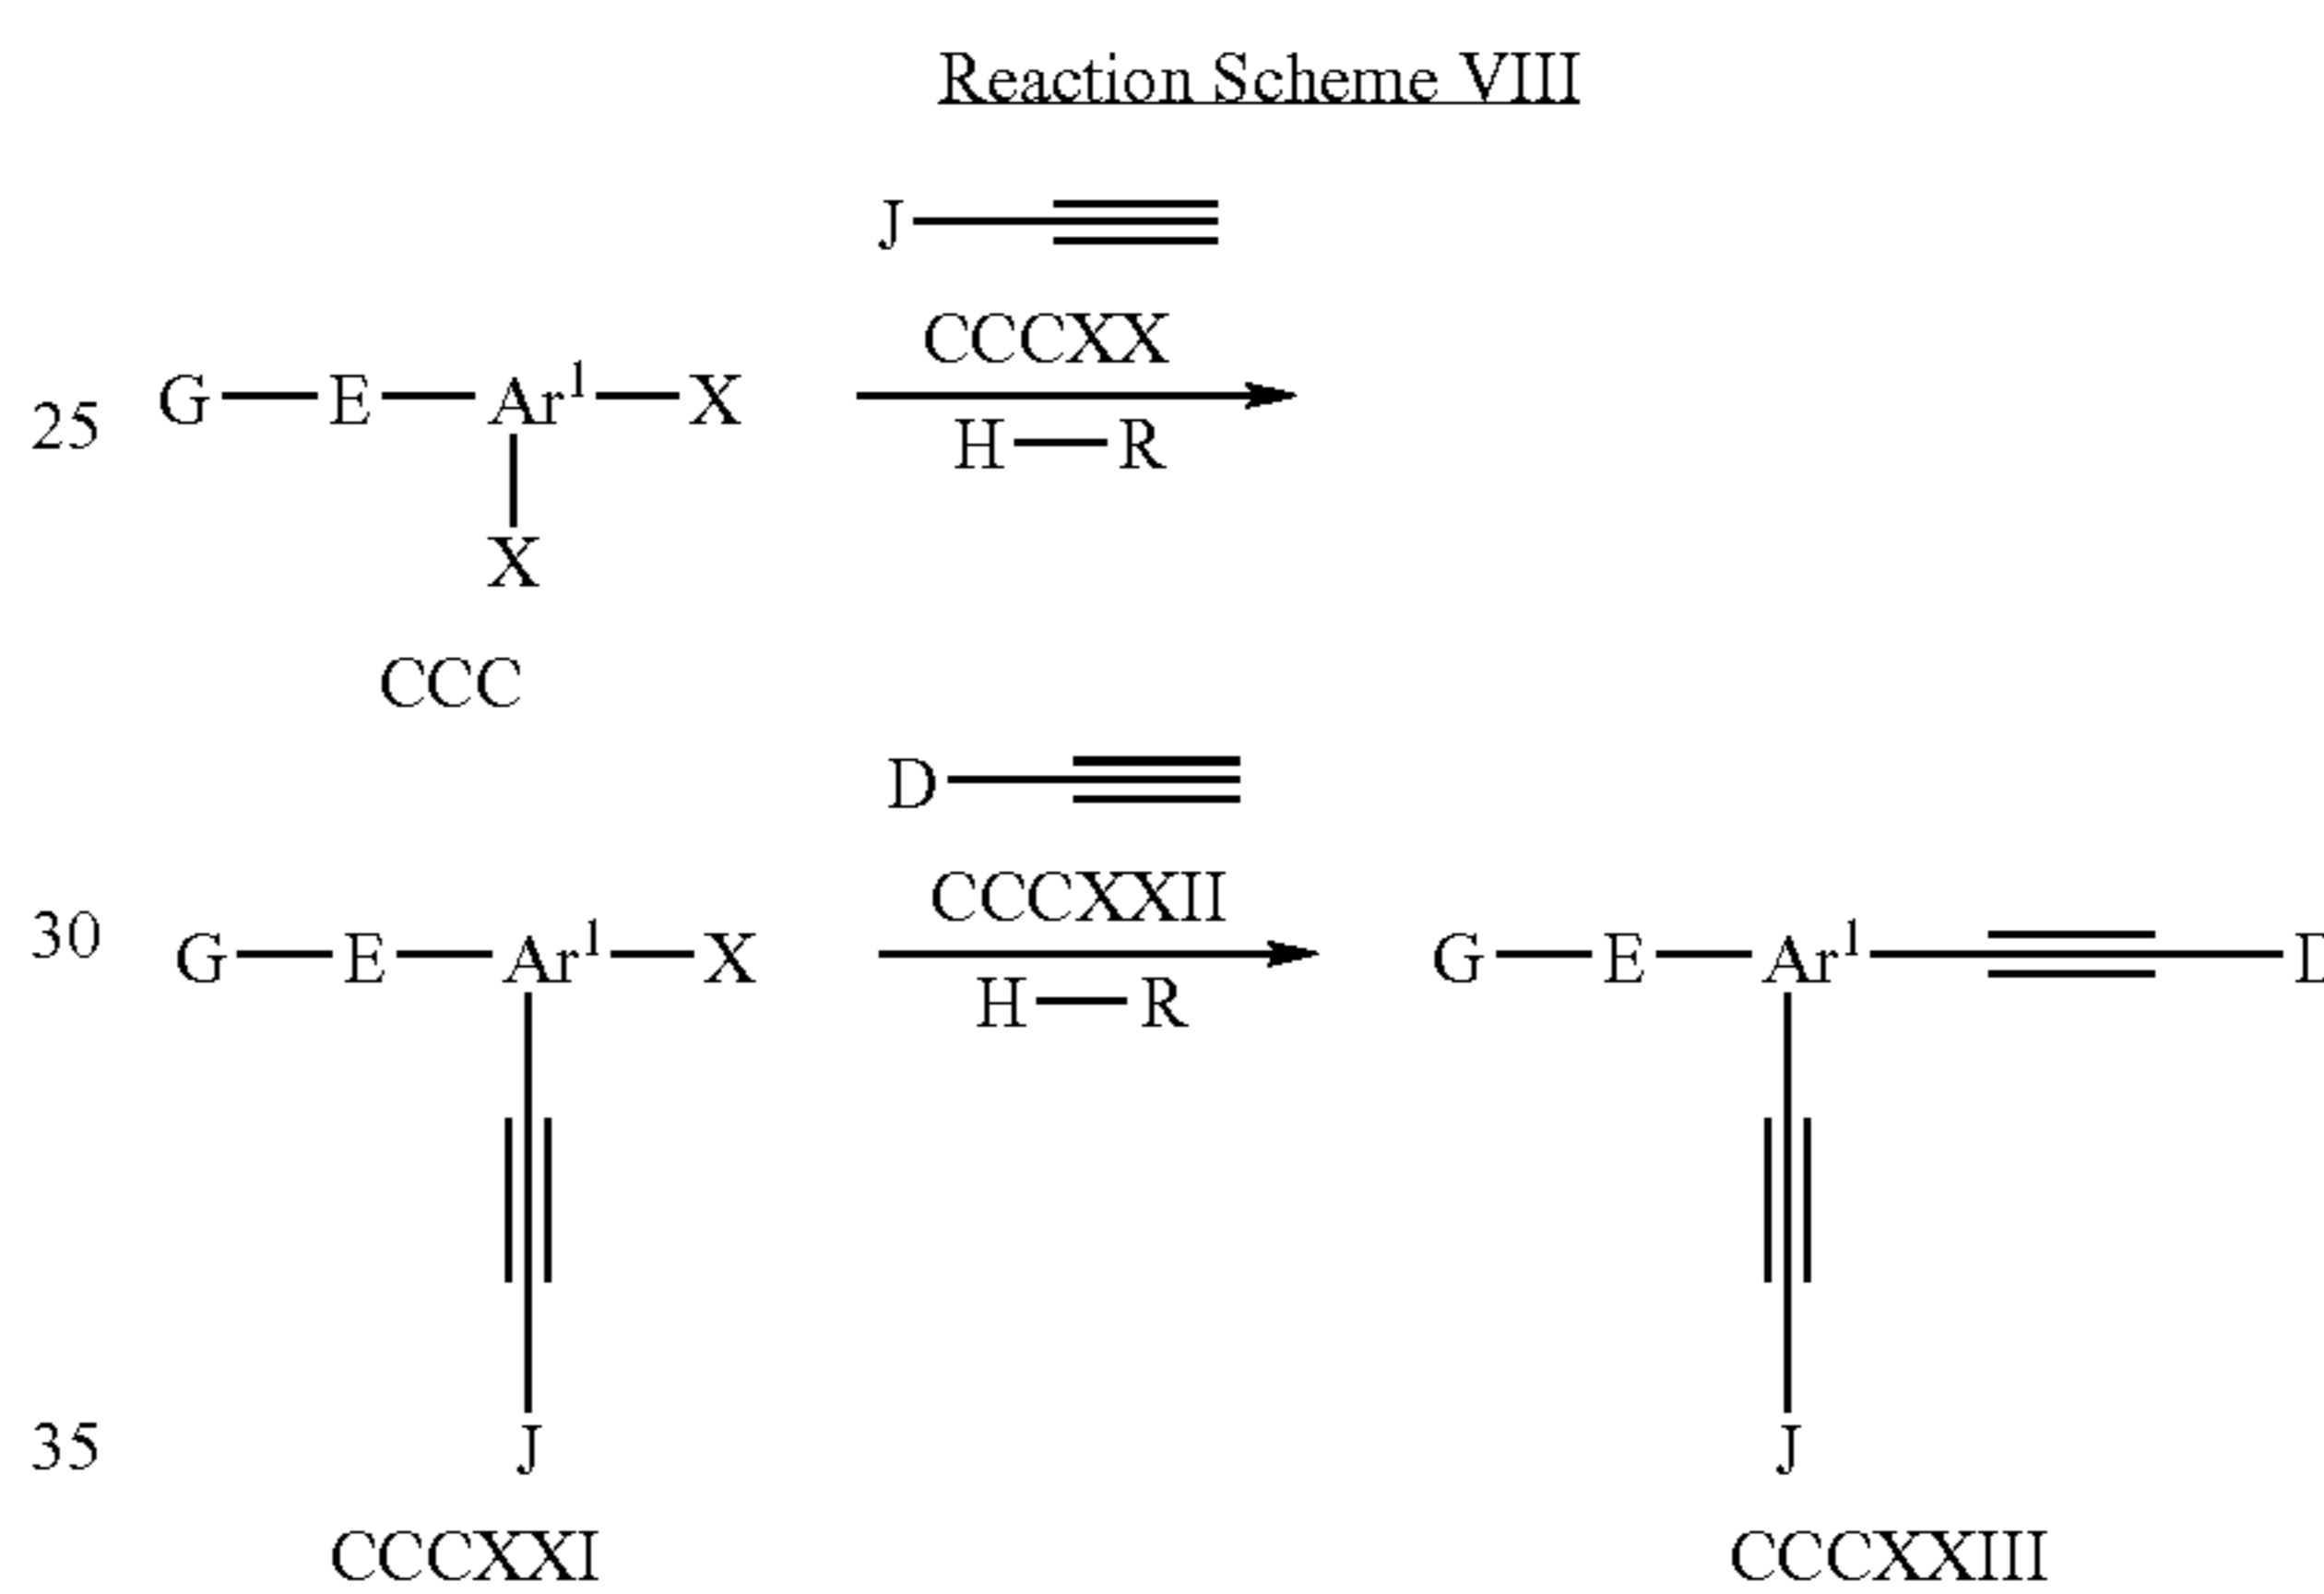 Reaction Scheme VIII
J
CCCXX
25 G E Ar¹ X
H R
X
CCC
D
CCCXXII
30 G E Ar¹ X G E Ar¹ D
H R
35 J J
CCCXXI CCCXXIII